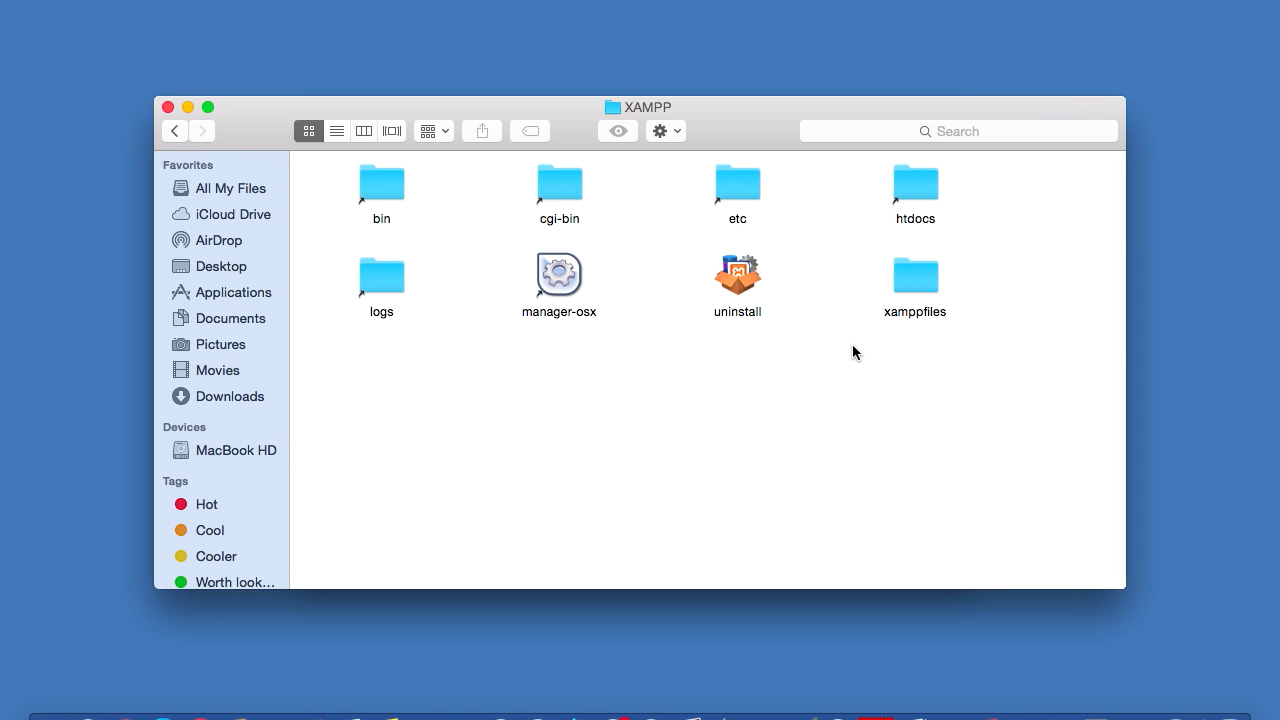 XAMPP
Search
Favorites
All My Files
iCloud Drive
AirDrop
Desktop
Applications
Documents
Pictures
Movies
Downloads
Devices
MacBook HD
Tags
Hot
Cool
Cooler
Worth look...
bin
cgi-bin
etc
htdocs
logs
manager-osx
uninstall
xamppfiles